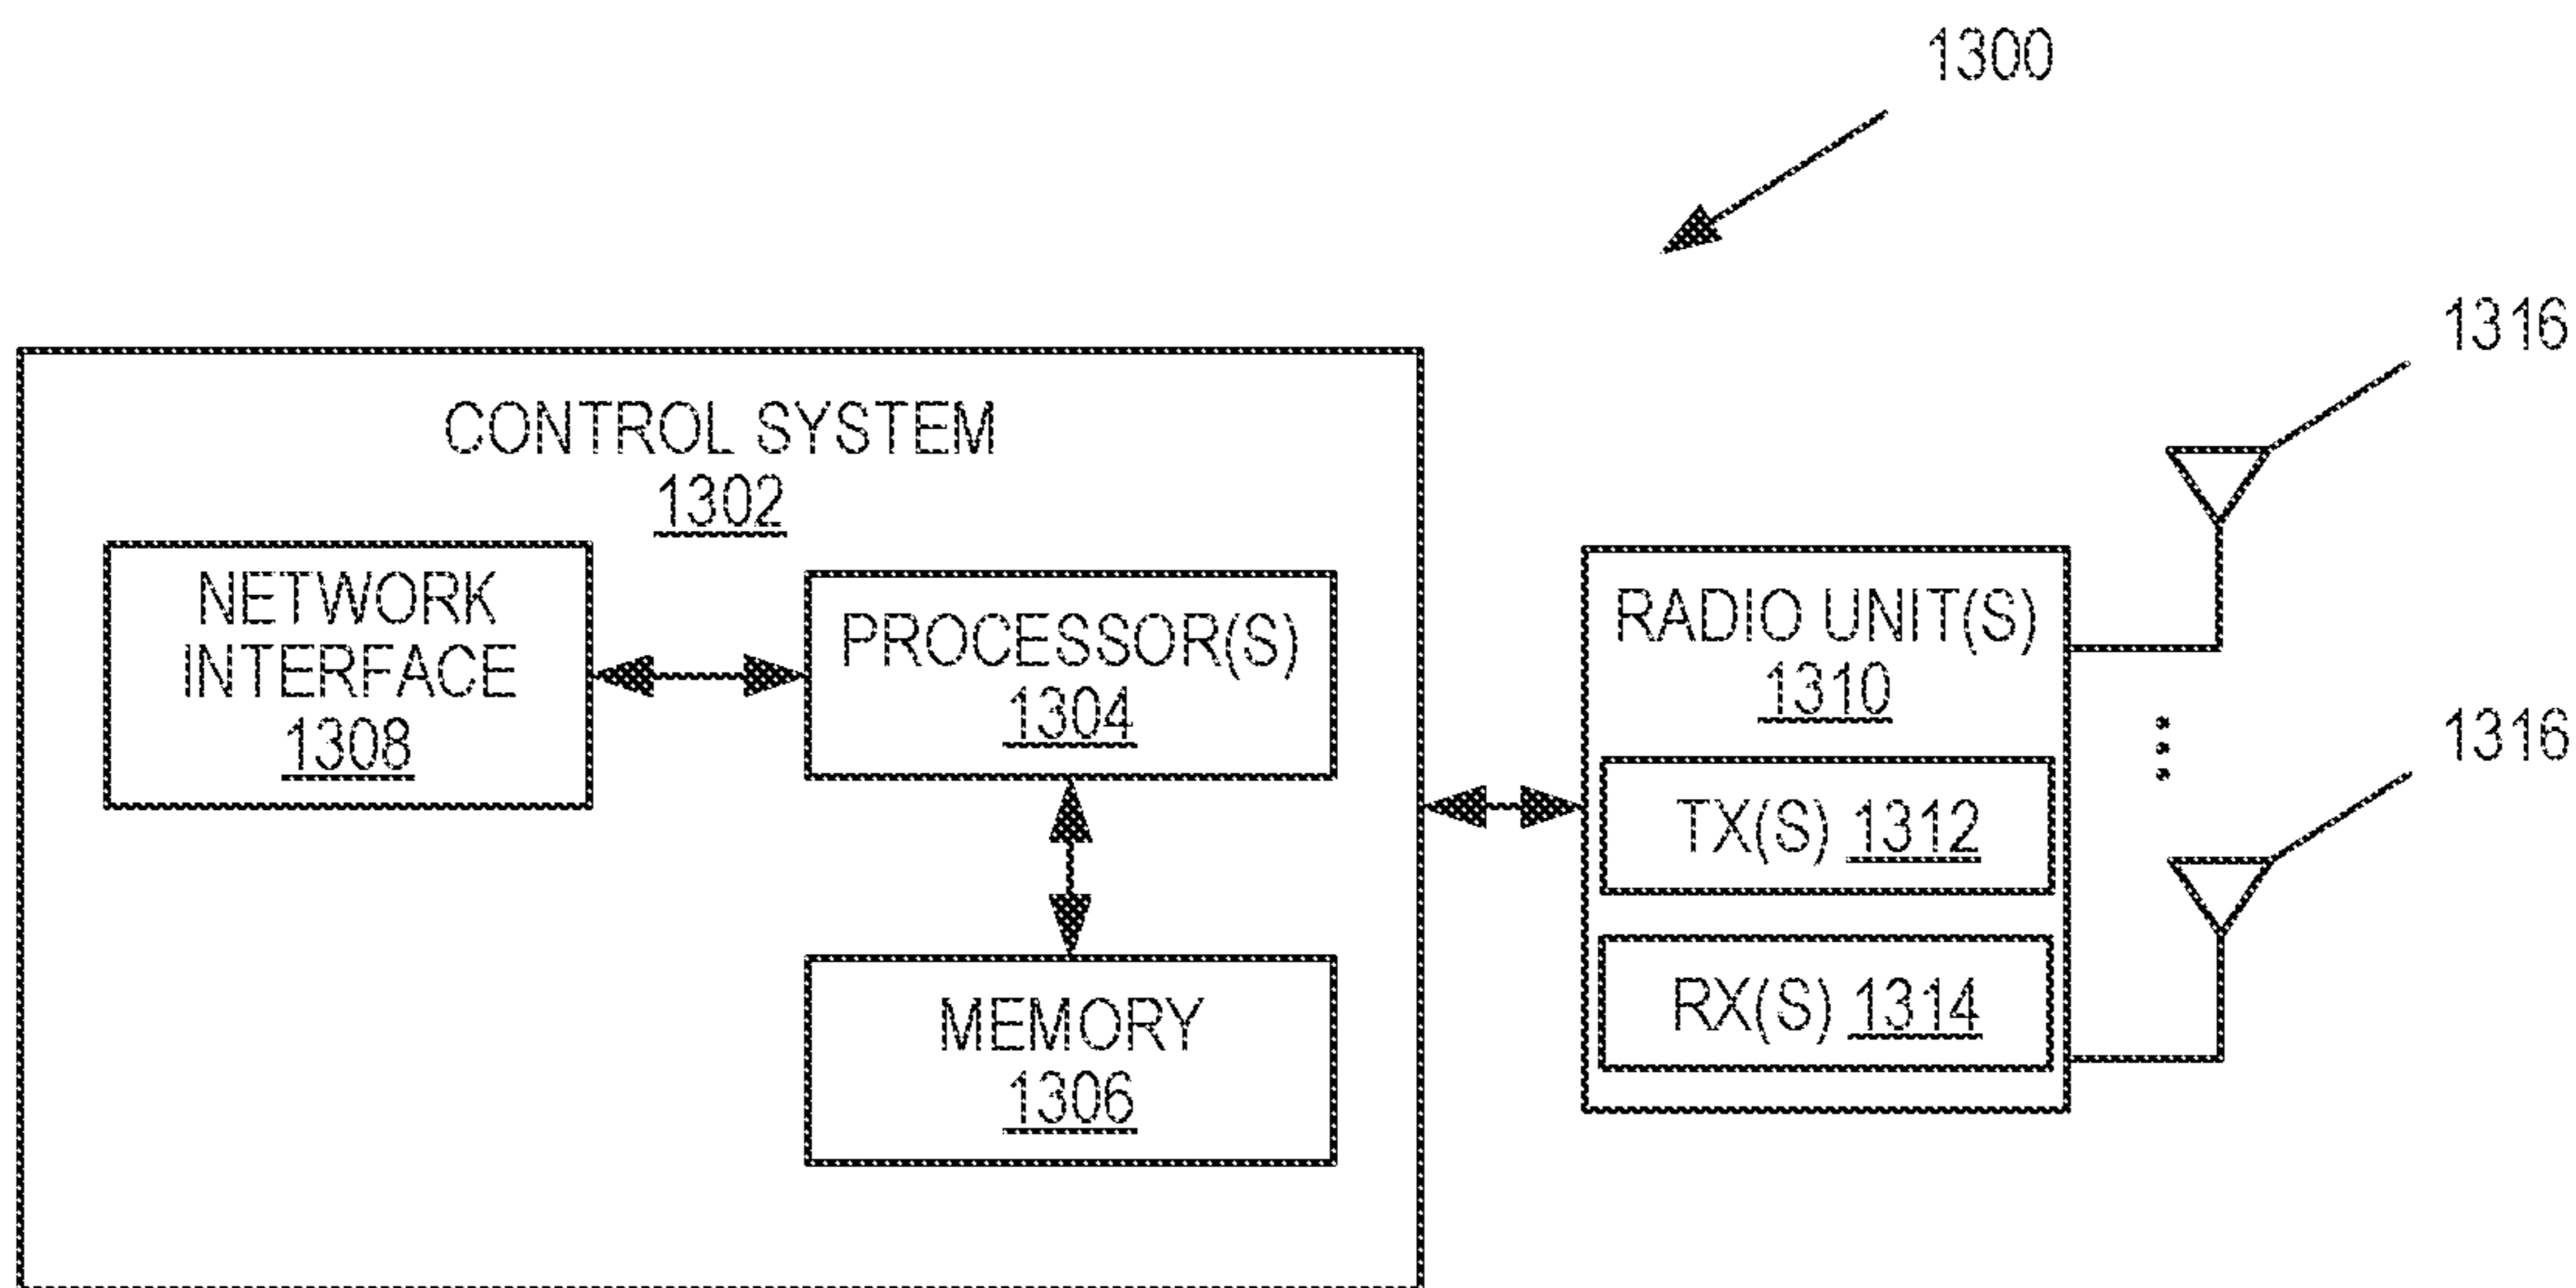 1300
1316
CONTROL SYSTEM
1302
NETWORK
INTERFACE
1308
PROCESSOR(S)
1304
MEMORY
1306
RADIO UNIT(S)
1310
TX(S) 1312
RX(S) 1314
1316